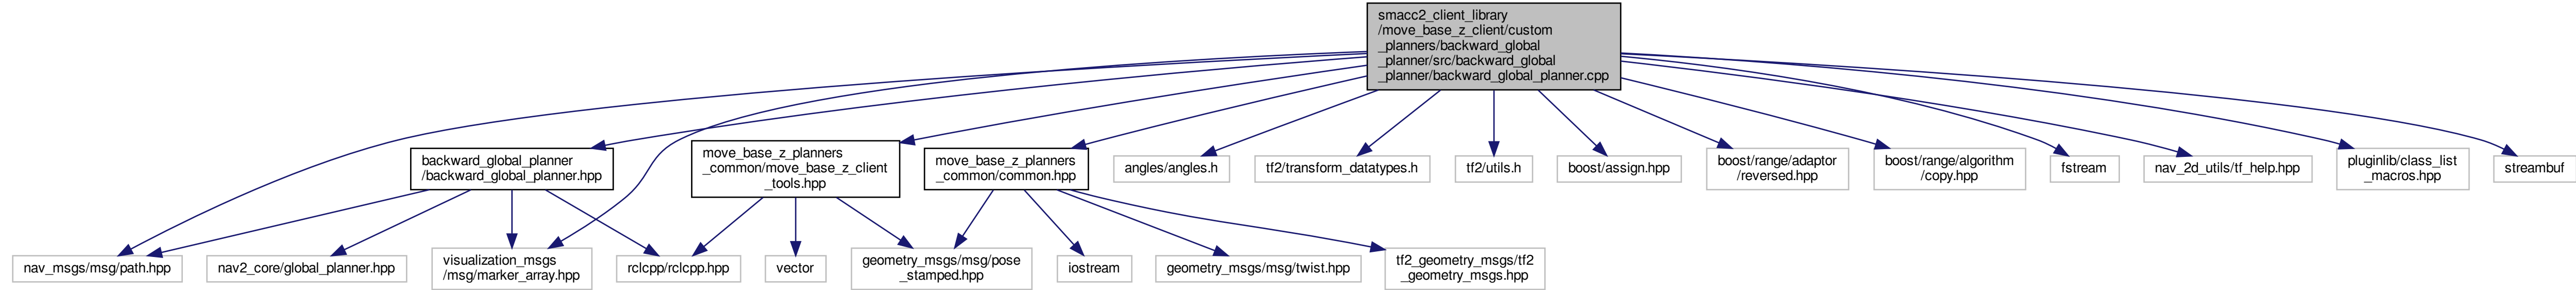 smacc2_client_library
/move_base_z_client/custom
_planners/backward_global
_planner/src/backward_global
_planner/backward_global_planner.cpp
backward_global_planner
/backward_global_planner.hpp
move_base_z_planners
_common/move_base_z_client
_tools.hpp
move_base_z_planners
_common/common.hpp
angles/angles.h
tf2/transform_datatypes.h
tf2/utils.h
boost/assign.hpp
boost/range/adaptor
/reversed.hpp
boost/range/algorithm
/copy.hpp
fstream
nav_2d_utils/tf_help.hpp
pluginlib/class_list
_macros.hpp
streambuf
nav_msgs/msg/path.hpp
nav2_core/global_planner.hpp
visualization_msgs
/msg/marker_array.hpp
rclcpp/rclcpp.hpp
vector
geometry_msgs/msg/pose
_stamped.hpp
iostream
geometry_msgs/msg/twist.hpp
tf2_geometry_msgs/tf2
_geometry_msgs.hpp